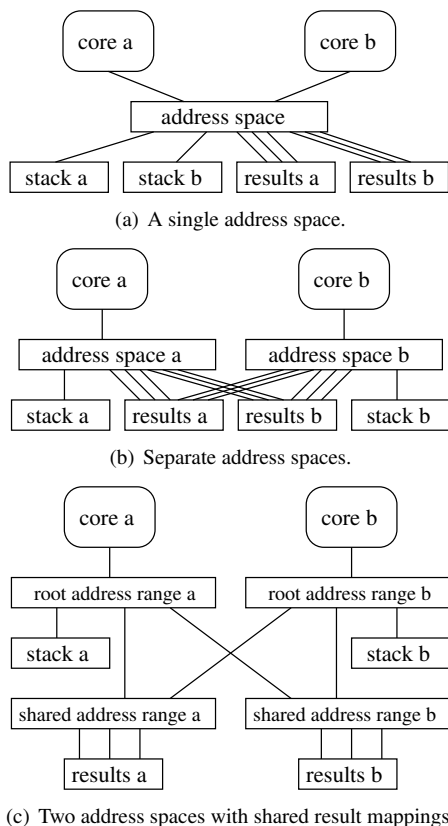 core a
core b
address space
stack a
stack b
results a
results b
(a) A single address space.
core a
core b
address space a
address space b
stack a
results a
results b
stack b
(b) Separate address spaces.
core a
core b
root address range a
root address range b
stack a
stack b
shared address range a
shared address range b
results a
results b
(c) Two address spaces with shared result mappings